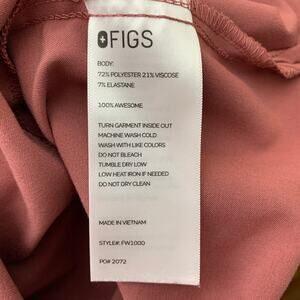 FIGS
BODY:
72% POLYESTER 21% VISCOSE
7% ELASTANE
100% AWESOME
TURN GARMENT INSIDE OUT
MACHINE WASH COLD
WASH WITH LIKE COLORS
DO NOT BLEACH
TUMBLE DRY LOW
LOW HEAT IRON IF NEEDED
DO NOT DRY CLEAN
MADE IN VIETNAM
STYLE#: FW1000
PO# 2072